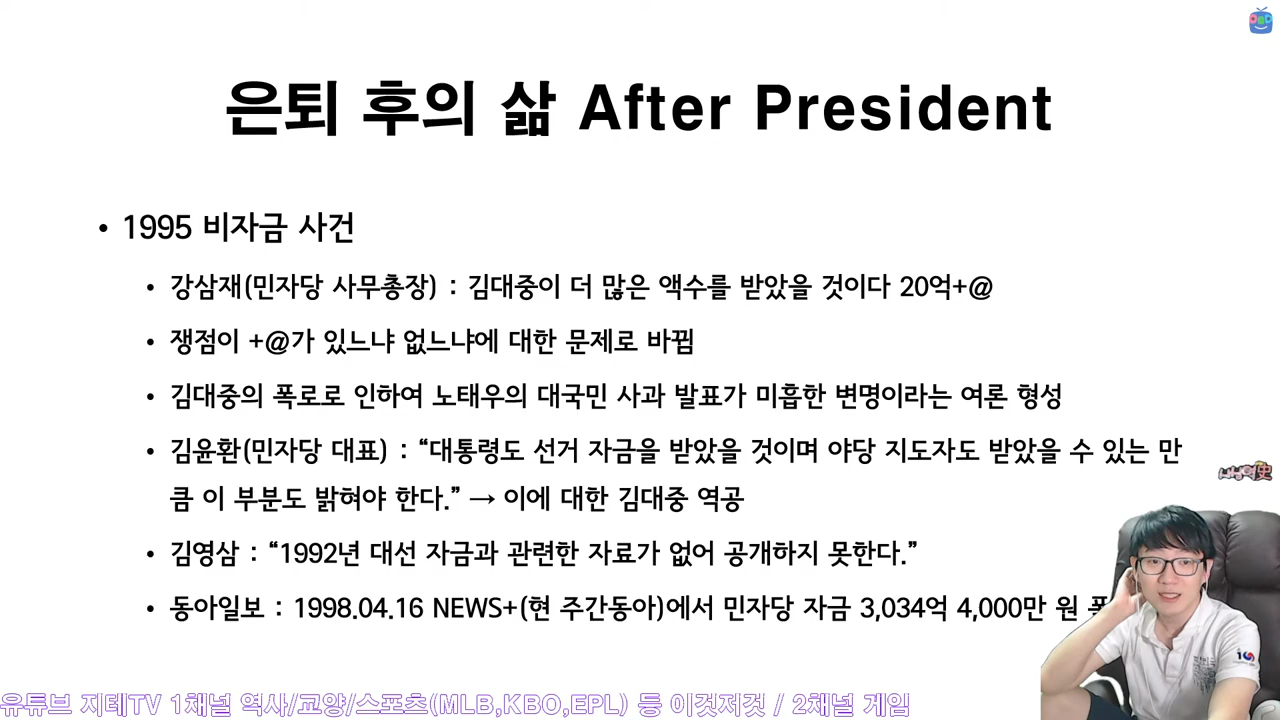 은퇴 후의 삶 After President
• 1995 비자금 사건
• 강삼재(민자당 사무총장) : 김대중이 더 많은 액수를 받았을 것이다 20억+@
• 쟁점이 +@가 있느냐 없느냐에 대한 문제로 바뀜
• 김대중의 폭로로 인하여 노태우의 대국민 사과 발표가 미흡한 변명이라는 여론 형성
• 김윤환(민자당 대표) : “대통령도 선거 자금을 받았을 것이며 야당 지도자도 받았을 수 있는 만
큼 이 부분도 밝혀야 한다.” → 이에 대한 김대중 역공
• 김영삼 : “1992년 대선 자금과 관련한 자료가 없어 공개하지 못한다.”
• 동아일보 : 1998.04.16 NEWS+(현 주간동아)에서 민자당 자금 3,034억 4,000만 원
유튜브 지테TV 1채널 역사/교양/스포츠(MLB,KBO,EPL) 등 이것저것 / 2채널 게임